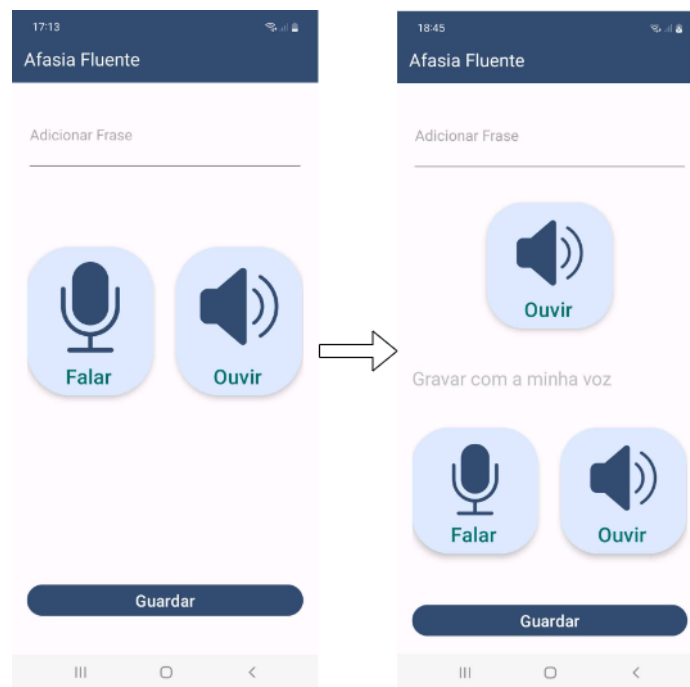 17:13
Afasia Fluente
Adicionar Frase
Falar
Ouvir
Guardar
18:45
Afasia Fluente
Adicionar Frase
Ouvir
Gravar com a minha voz
Falar
Ouvir
Guardar